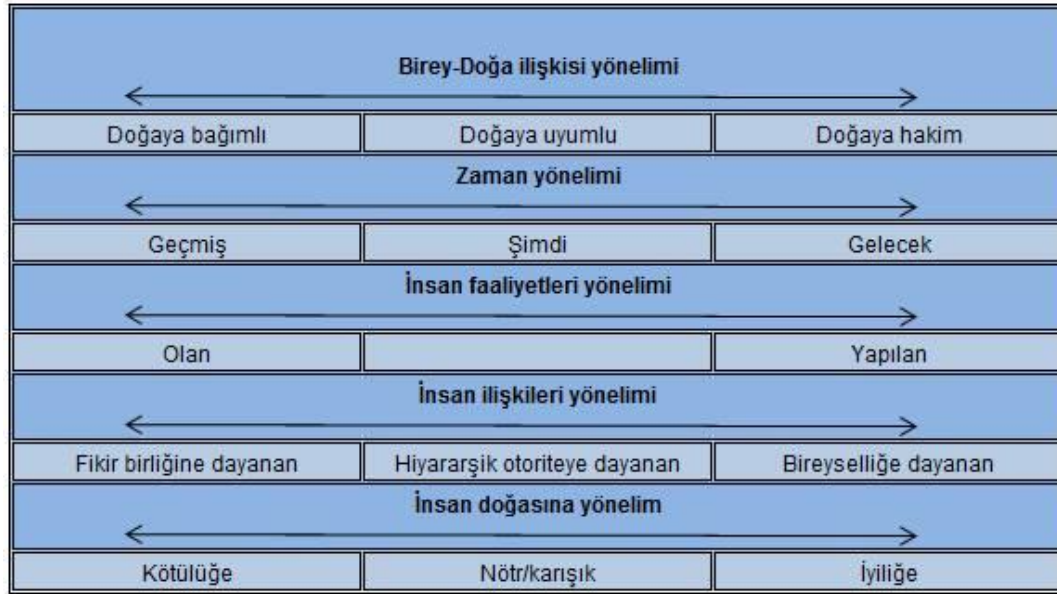 Birey-Doğa ilişkisi yönelimi
Doğaya bağımlı Doğaya uyumlu Doğaya hakim
Zaman yönelimi
Geçmiş Şimdi Gelecek
İnsan faaliyetleri yönelimi
Olan Yapılan
İnsan ilişkileri yönelimi
Fikir birliğine dayanan Hiyararşik otoriteye dayanan Bireyselliğe dayanan
İnsan doğasına yönelim
Kötülüğe Nötr/karışık İyiliğe